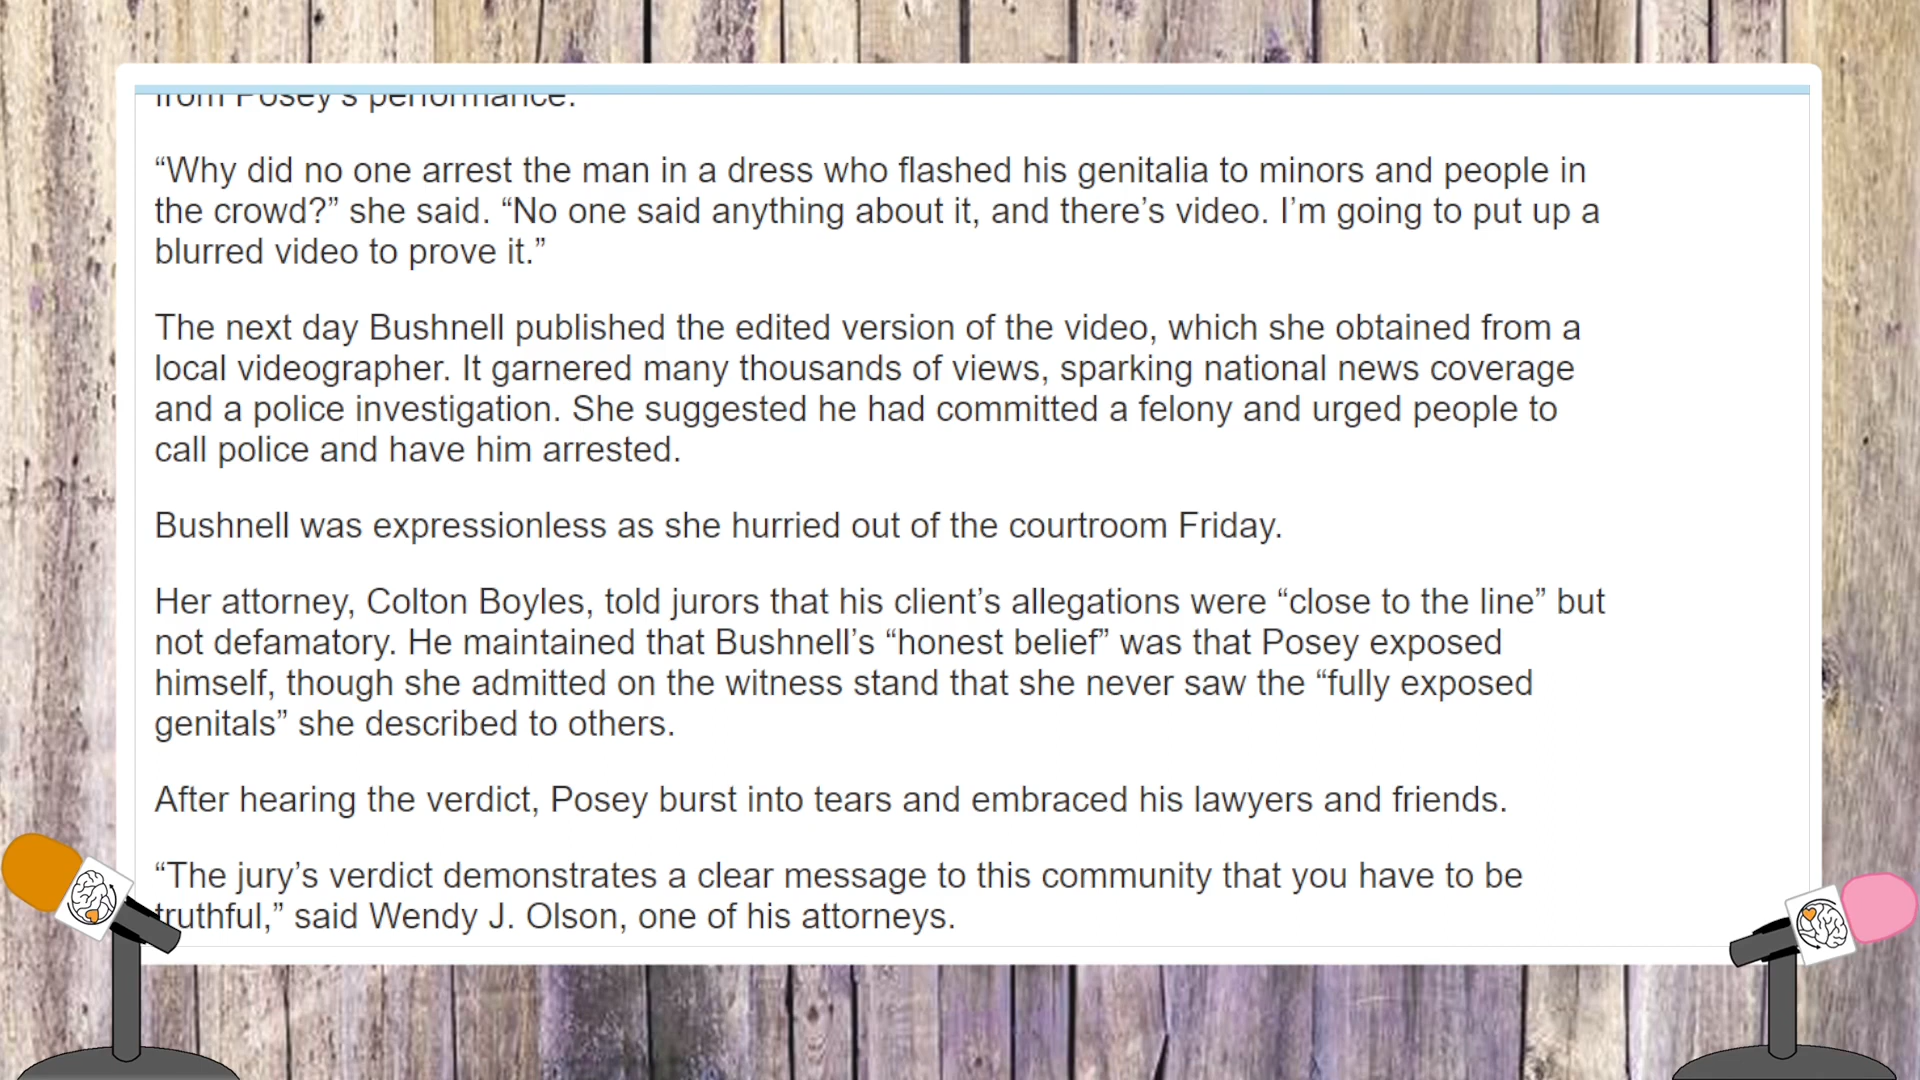 from Posey’s performance.
“Why did no one arrest the man in a dress who flashed his genitalia to minors and people in
the crowd?” she said. “No one said anything about it, and there’s video. I’m going to put up a
blurred video to prove it.”
The next day Bushnell published the edited version of the video, which she obtained from a
local videographer. It garnered many thousands of views, sparking national news coverage
and a police investigation. She suggested he had committed a felony and urged people to
call police and have him arrested.
Bushnell was expressionless as she hurried out of the courtroom Friday.
Her attorney, Colton Boyles, told jurors that his client’s allegations were “close to the line” but
not defamatory. He maintained that Bushnell’s “honest belief” was that Posey exposed
himself, though she admitted on the witness stand that she never saw the “fully exposed
genitals” she described to others.
After hearing the verdict, Posey burst into tears and embraced his lawyers and friends.
“The jury’s verdict demonstrates a clear message to this community that you have to be
truthful,” said Wendy J. Olson, one of his attorneys.